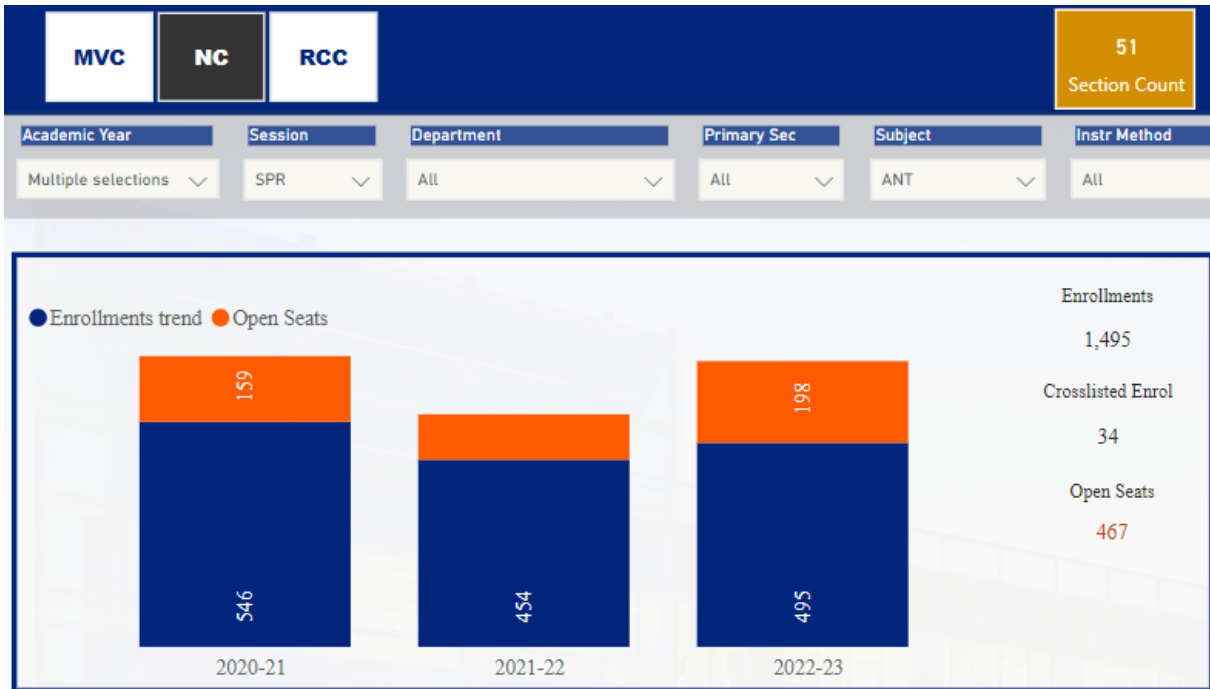 MVC NC RCC
51
Section Count
Academic Year Session Department Primary Sec Subject Instr Method
Multiple selections SPR All All ANT All
Enrollments trend Open Seats
Enrollments
1,495
Crosslisted Enrol
34
Open Seats
467
159
198
546
454
495
2020-21 2021-22 2022-23